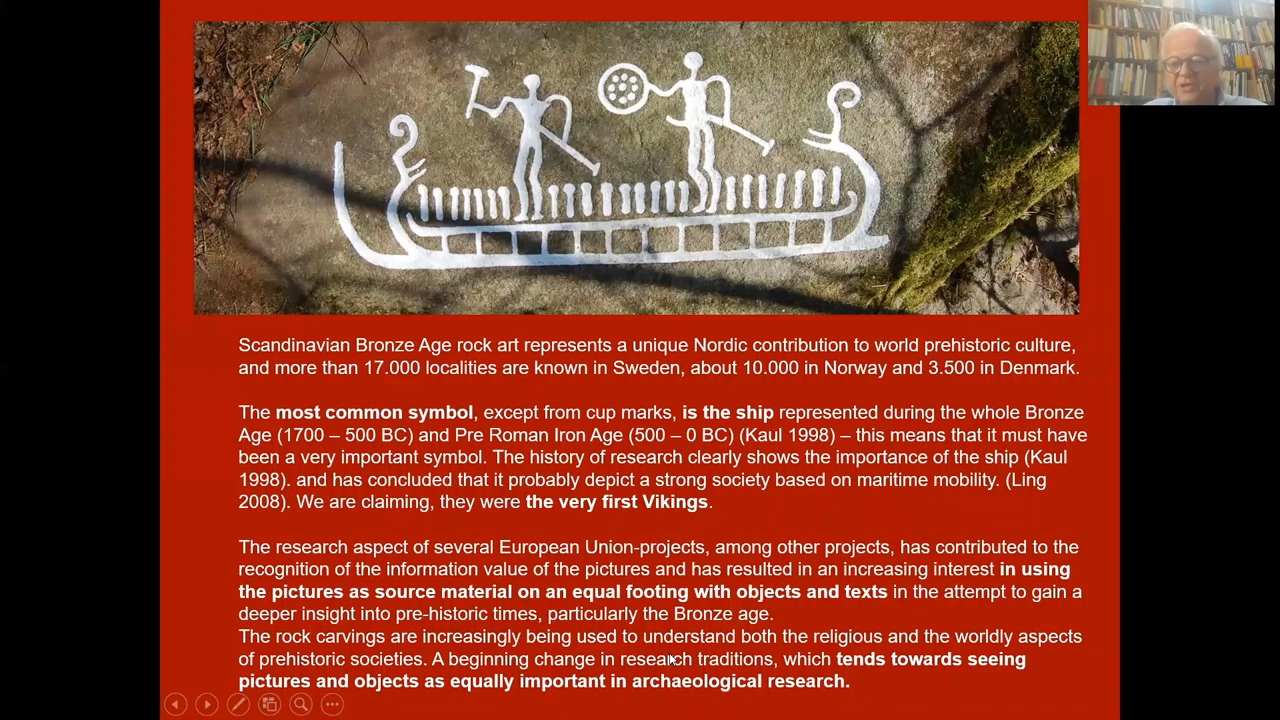 Scandinavian Bronze Age rock art represents a unique Nordic contribution to world prehistoric culture,
and more than 17.000 localities are known in Sweden, about 10.000 in Norway and 3.500 in Denmark.
The most common symbol, except from cup marks, is the ship represented during the whole Bronze
Age (1700 – 500 BC) and Pre Roman Iron Age (500 – 0 BC) (Kaul 1998) – this means that it must have
been a very important symbol. The history of research clearly shows the importance of the ship (Kaul
1998). and has concluded that it probably depict a strong society based on maritime mobility. (Ling
2008). We are claiming, they were the very first Vikings.
The research aspect of several European Union-projects, among other projects, has contributed to the
recognition of the information value of the pictures and has resulted in an increasing interest in using
the pictures as source material on an equal footing with objects and texts in the attempt to gain a
deeper insight into pre-historic times, particularly the Bronze age.
The rock carvings are increasingly being used to understand both the religious and the worldly aspects
of prehistoric societies. A beginning change in research traditions, which tends towards seeing
pictures and objects as equally important in archaeological research.